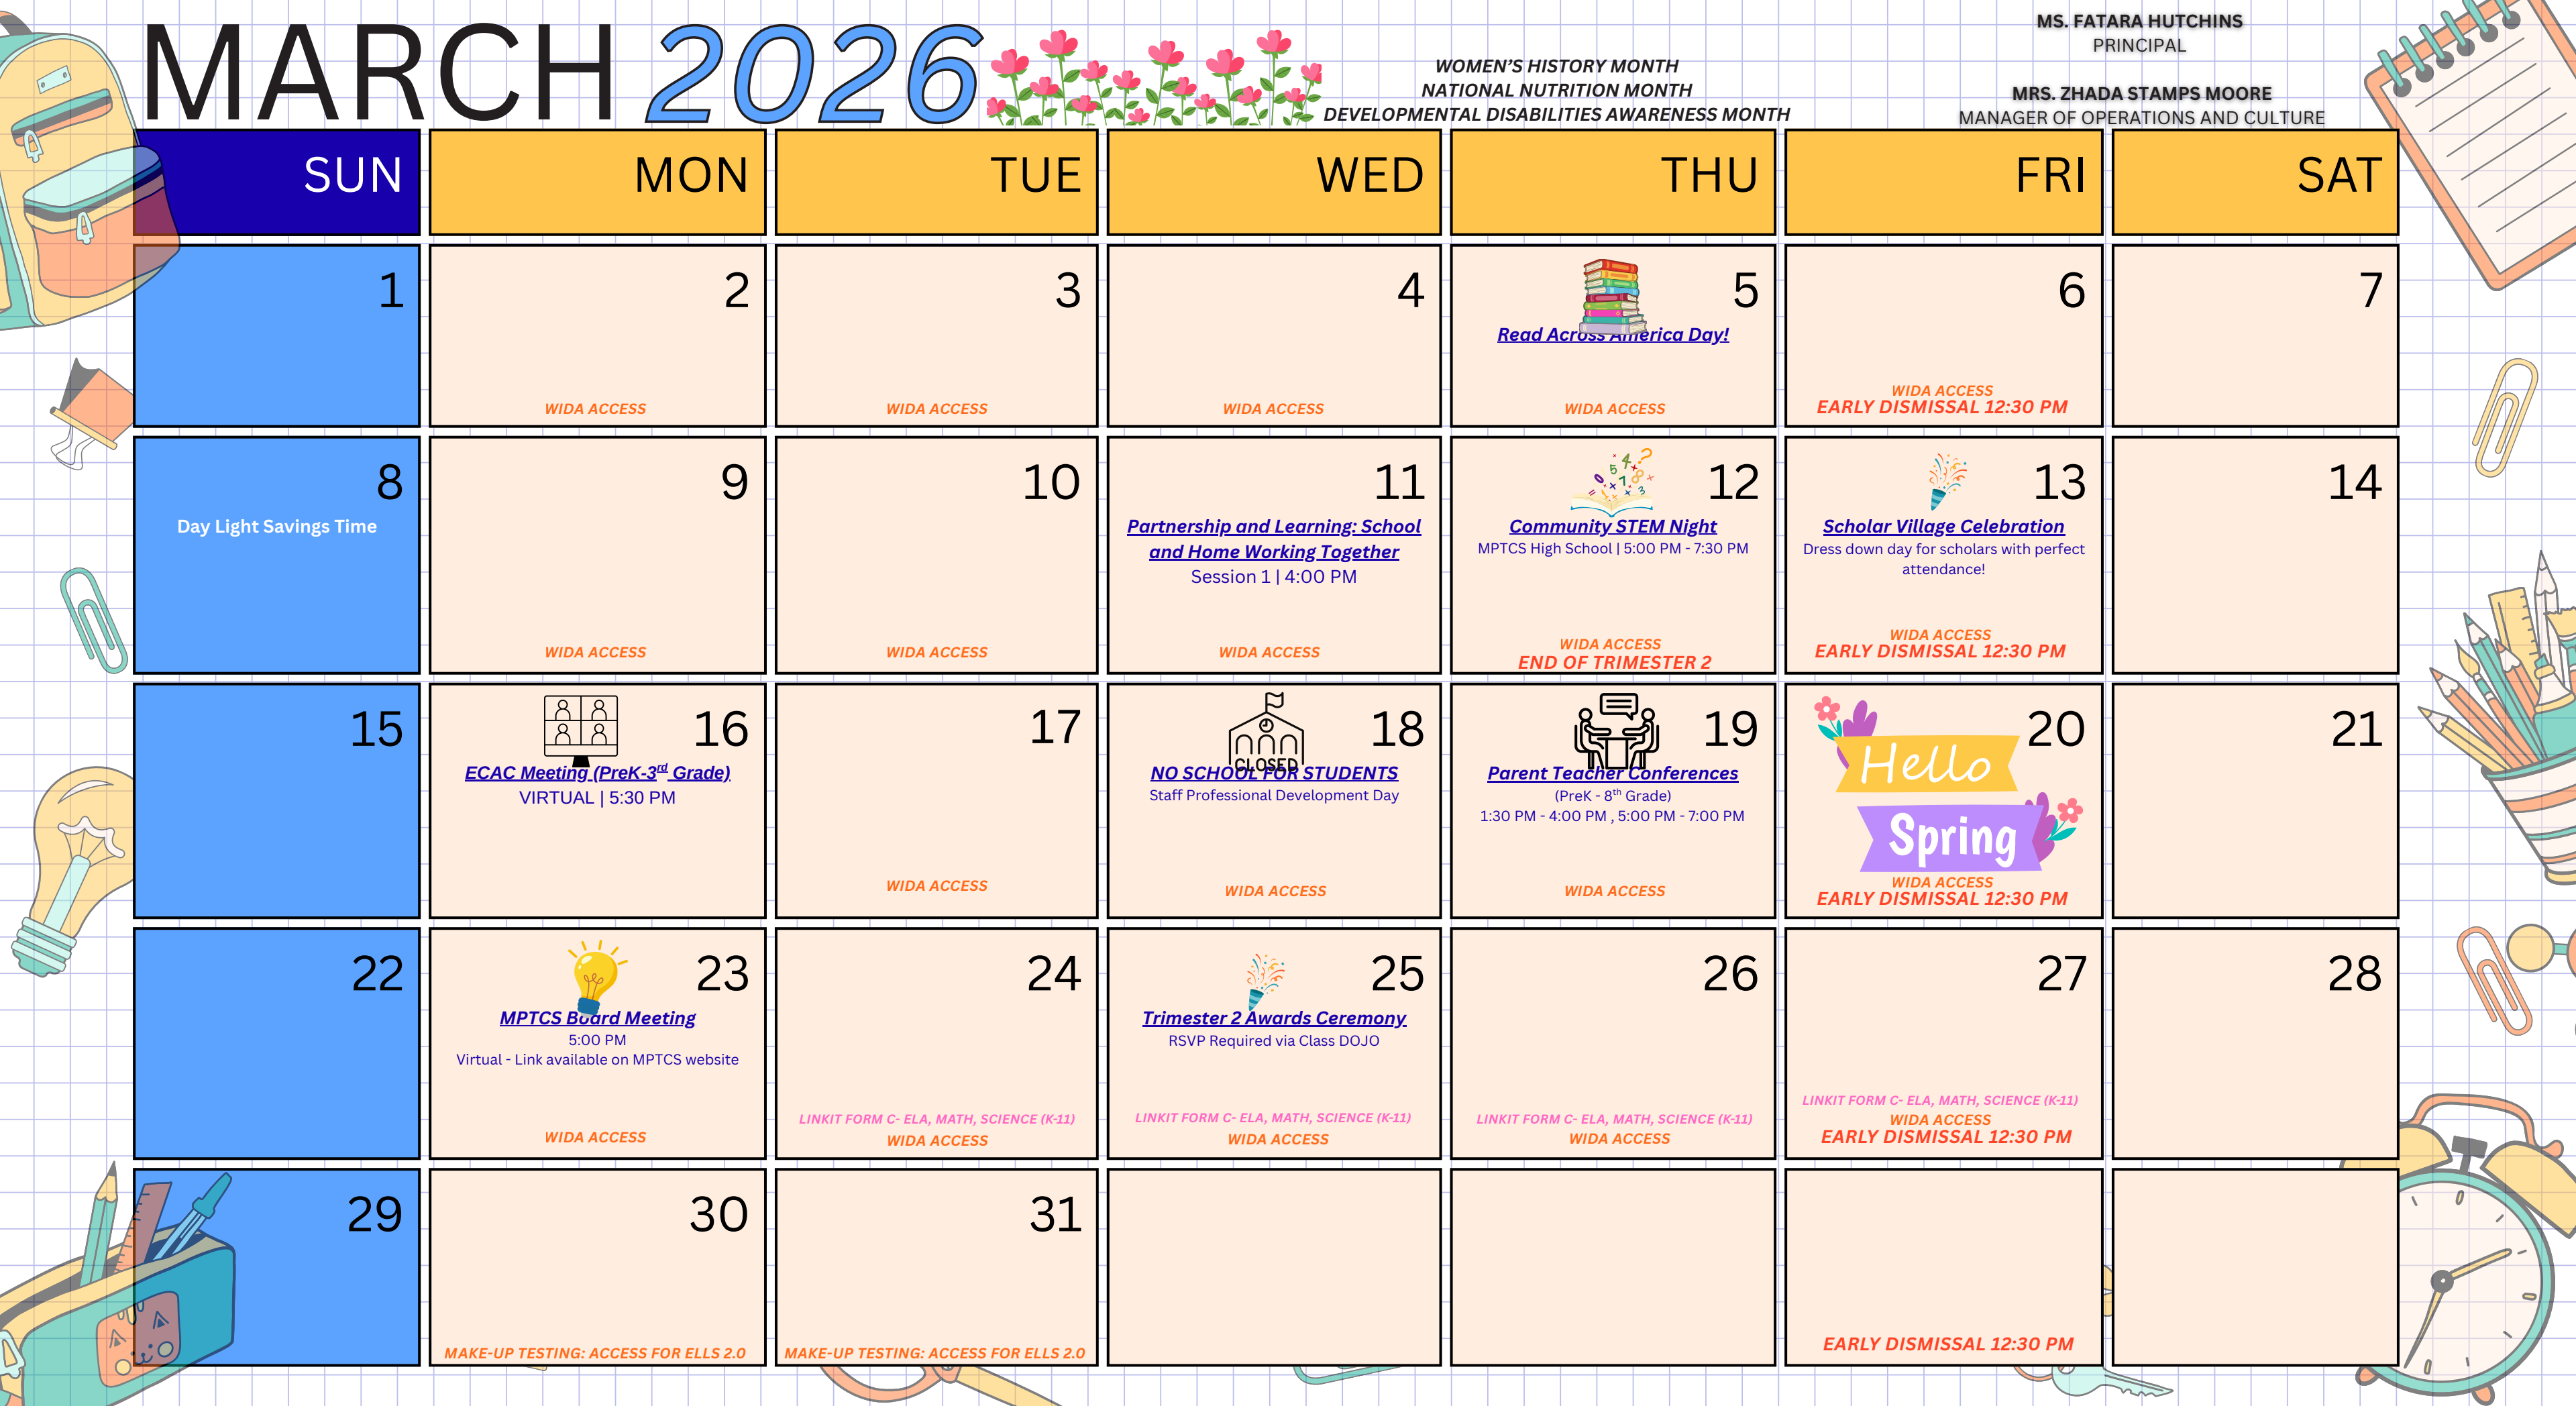 MARCH 2026
WOMEN'S HISTORY MONTH
NATIONAL NUTRITION MONTH
DEVELOPMENTAL DISABILITIES AWARENESS MONTH
MS. FATARA HUTCHINS
PRINCIPAL
MRS. ZHADA STAMPS MOORE
MANAGER OF OPERATIONS AND CULTURE
SUN
MON
TUE
WED
THU
FRI
SAT
1
2
WIDA ACCESS
3
WIDA ACCESS
4
WIDA ACCESS
5
Read Across America Day!
WIDA ACCESS
6
WIDA ACCESS
EARLY DISMISSAL 12:30 PM
7
8
Day Light Savings Time
9
WIDA ACCESS
10
WIDA ACCESS
11
Partnership and Learning: School
and Home Working Together
Session 1 | 4:00 PM
WIDA ACCESS
12
Community STEM Night
MPTCS High School | 5:00 PM - 7:30 PM
WIDA ACCESS
END OF TRIMESTER 2
13
Scholar Village Celebration
Dress down day for scholars with perfect
attendance!
WIDA ACCESS
EARLY DISMISSAL 12:30 PM
14
15
16
ECAC Meeting (PreK-3rd Grade)
VIRTUAL | 5:30 PM
17
WIDA ACCESS
18
CLOSED
NO SCHOOL FOR STUDENTS
Staff Professional Development Day
WIDA ACCESS
19
Parent Teacher Conferences
(PreK - 8th Grade)
1:30 PM - 4:00 PM , 5:00 PM - 7:00 PM
WIDA ACCESS
20
Hello
Spring
WIDA ACCESS
EARLY DISMISSAL 12:30 PM
21
22
23
MPTCS Board Meeting
5:00 PM
Virtual - Link available on MPTCS website
WIDA ACCESS
24
LINKIT FORM C- ELA, MATH, SCIENCE (K-11)
WIDA ACCESS
25
Trimester 2 Awards Ceremony
RSVP Required via Class DOJO
LINKIT FORM C- ELA, MATH, SCIENCE (K-11)
WIDA ACCESS
26
LINKIT FORM C- ELA, MATH, SCIENCE (K-11)
WIDA ACCESS
27
LINKIT FORM C- ELA, MATH, SCIENCE (K-11)
WIDA ACCESS
EARLY DISMISSAL 12:30 PM
28
29
30
MAKE-UP TESTING: ACCESS FOR ELLS 2.0
31
MAKE-UP TESTING: ACCESS FOR ELLS 2.0
EARLY DISMISSAL 12:30 PM